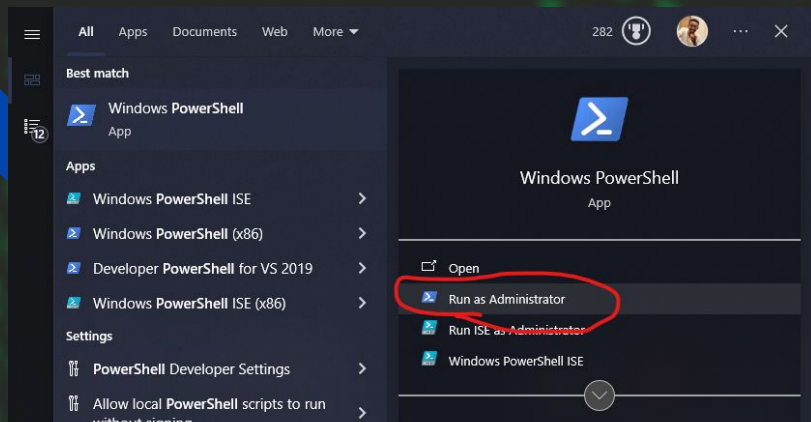 All Apps Documents Web More 282
Best match
Windows PowerShell
App
Apps
Windows PowerShell ISE
Windows PowerShell (x86)
Developer PowerShell for VS 2019
Windows PowerShell ISE (x86)
Settings
PowerShell Developer Settings
Allow local PowerShell scripts to run
without signing
12
Windows PowerShell
App
Open
Run as Administrator
Run ISE as Administrator
Windows PowerShell ISE